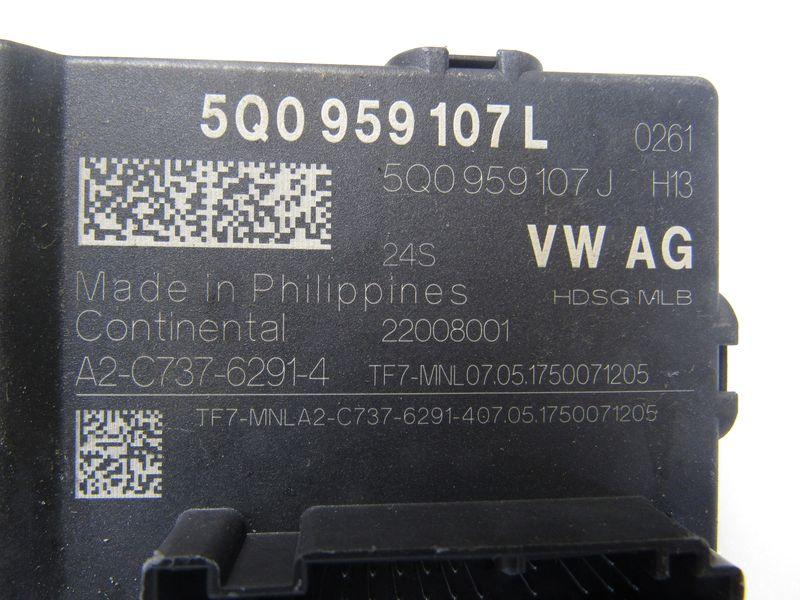 5Q0 959 107 L 0261
5Q0 959 107 J H13
24S VW AG
Made in Philippines HDSG MLB
Continental 22008001
A2-C737-6291-4 TF7-MNL07.05.1750071205
TF7-MNLA2-C737-6291-407.05.1750071205